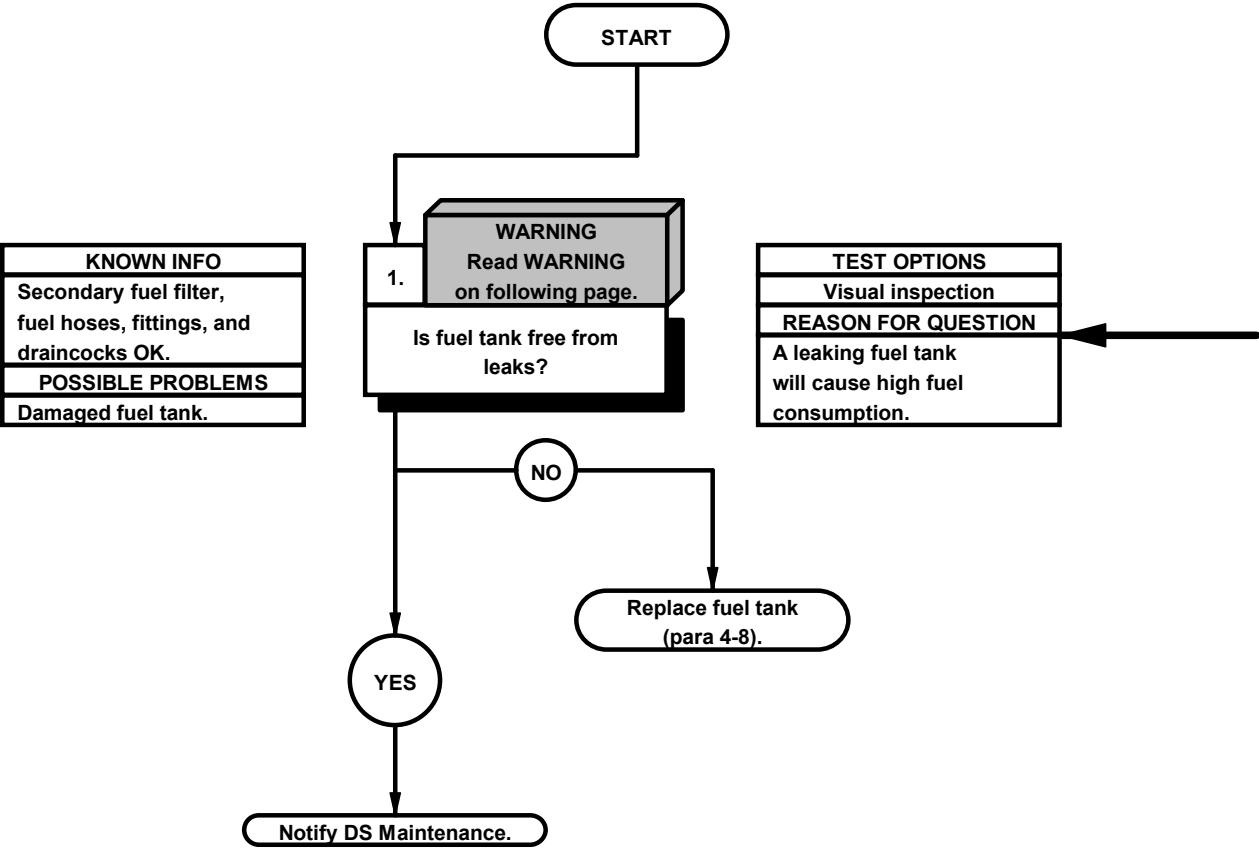 START
KNOWN INFO
Secondary fuel filter,
fuel hoses, fittings, and
draincocks OK.
POSSIBLE PROBLEMS
Damaged fuel tank.
1.
WARNING
Read WARNING
on following page.
Is fuel tank free from
leaks?
TEST OPTIONS
Visual inspection
REASON FOR QUESTION
A leaking fuel tank
will cause high fuel
consumption.
NO
Replace fuel tank
(para 4-8).
YES
Notify DS Maintenance.